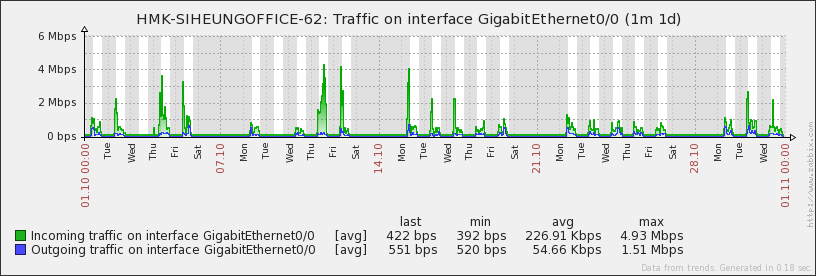 HMK-SIHEUNGOFFICE-62: Traffic on interface GigabitEthernet0/0 (1m 1d)
6 Mbps
4 Mbps
2 Mbps
0 bps
01.10 00:00 Tue Wed Thu Fri Sat 07.10 Mon Tue Wed Thu Fri Sat 14.10 Mon Tue Wed Thu Fri Sat 21.10 Mon Tue Wed Thu Fri Sat 28.10 Mon Tue Wed 01.11 00:00
last min avg max
Incoming traffic on interface GigabitEthernet0/0 [avg] 422 bps 392 bps 226.91 Kbps 4.93 Mbps
Outgoing traffic on interface GigabitEthernet0/0 [avg] 551 bps 520 bps 54.66 Kbps 1.51 Mbps
http://www.zabbix.com
Data from trends. Generated in 0.18 sec.